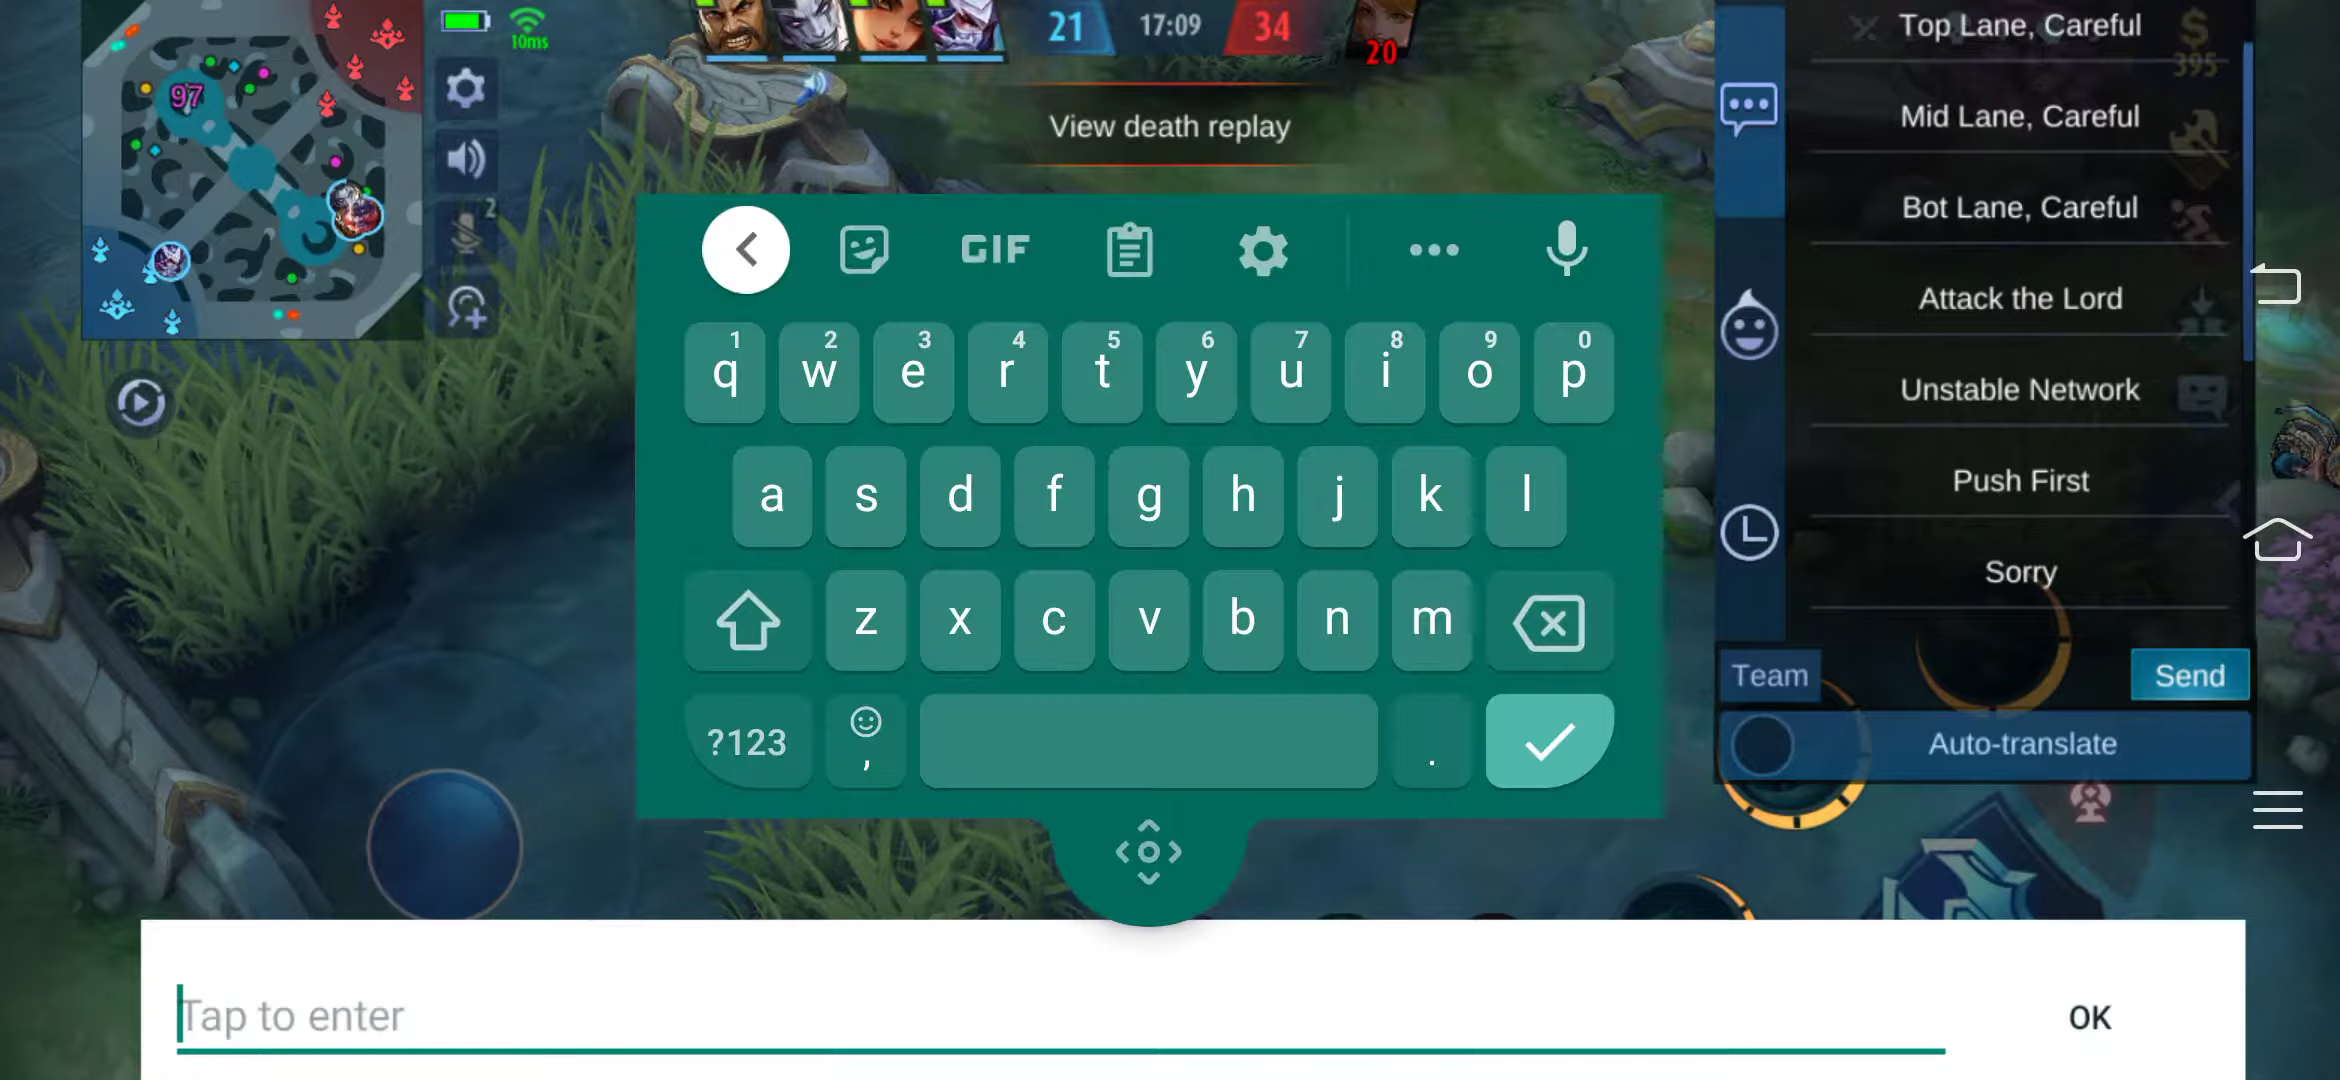 97
10ms
2
21
17:09
34
20
View death replay
Top Lane, Careful
395
Mid Lane, Careful
Bot Lane, Careful
Attack the Lord
Unstable Network
Push First
Sorry
Team
Send
Auto-translate
GIF
1 2 3 4 5 6 7 8 9 0
q w e r t y u i o p
a s d f g h j k l
z x c v b n m
?123 , .
Tap to enter
OK